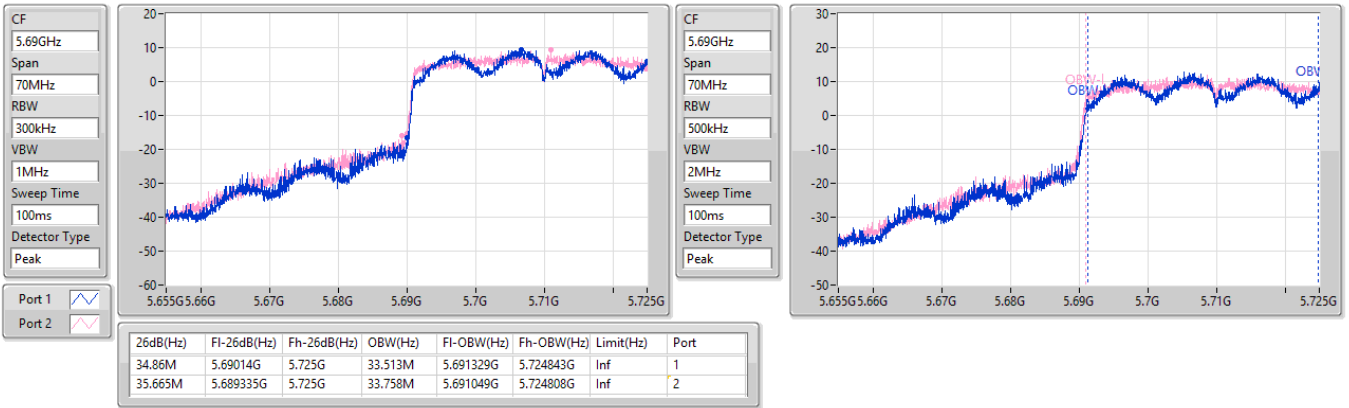 CF
5.69GHz
Span
70MHz
RBW
300kHz
VBW
1MHz
Sweep Time
100ms
Detector Type
Peak
Port 1
Port 2
20-
10-
0-
-10-
-20-
-30-
-40-
-50-
-60-
5.655G 5.66G 5.67G 5.68G 5.69G 5.7G 5.71G 5.725G
CF
5.69GHz
Span
70MHz
RBW
500kHz
VBW
2MHz
Sweep Time
100ms
Detector Type
Peak
30-
20-
10-
0-
-10-
-20-
-30-
-40-
-50-
OBW-l
OBW
OBW
5.655G 5.66G 5.67G 5.68G 5.69G 5.7G 5.71G 5.725G
26dB(Hz) Fl-26dB(Hz) Fh-26dB(Hz) OBW(Hz) Fl-OBW(Hz) Fh-OBW(Hz) Limit(Hz) Port
34.86M 5.69014G 5.725G 33.513M 5.691329G 5.724843G Inf 1
35.665M 5.689335G 5.725G 33.758M 5.691049G 5.724808G Inf 2